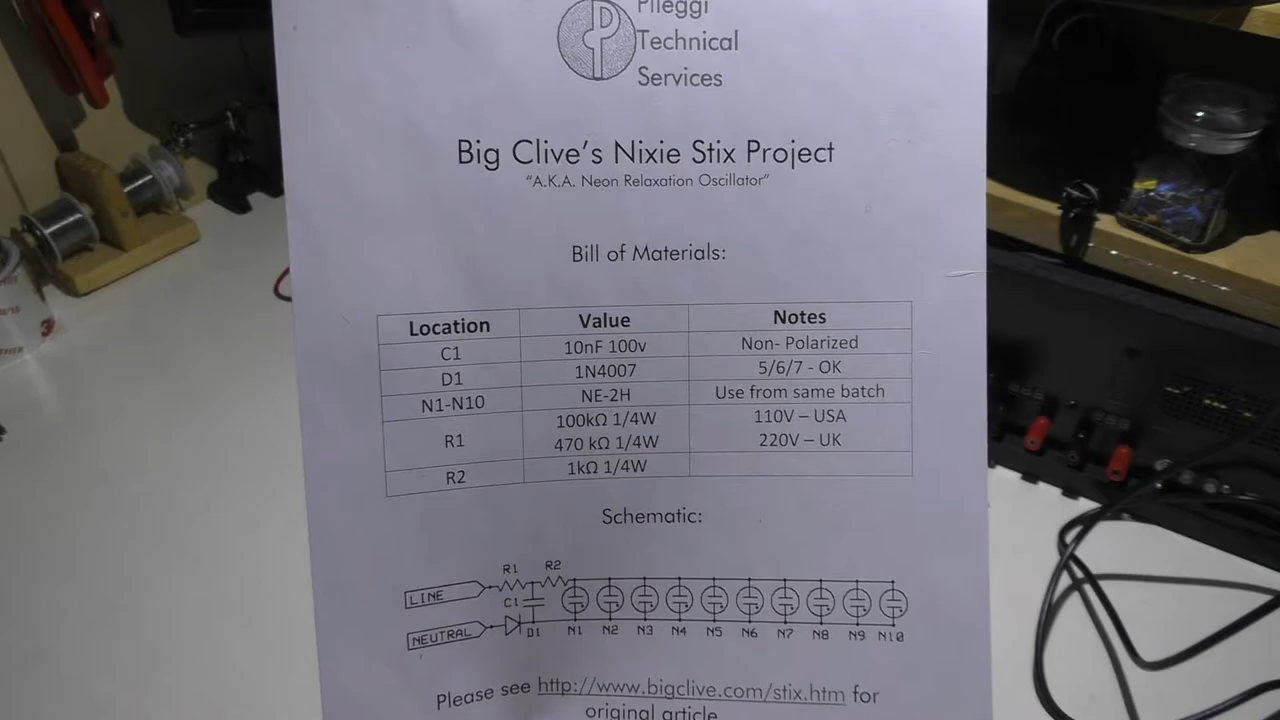 Pileggi
Technical
Services
Big Clive's Nixie Stix Project
"A.K.A. Neon Relaxation Oscillator"
Bill of Materials:
Location Value Notes
C1 10nF 100v Non- Polarized
D1 1N4007 5/6/7 - OK
N1-N10 NE-2H Use from same batch
R1 100kΩ 1/4W 110V – USA
470 kΩ 1/4W 220V – UK
R2 1kΩ 1/4W
Schematic:
R1 R2
LINE
C1
NEUTRAL D1 N1 N2 N3 N4 N5 N6 N7 N8 N9 N10
Please see http://www.bigclive.com/stix.htm for
original article